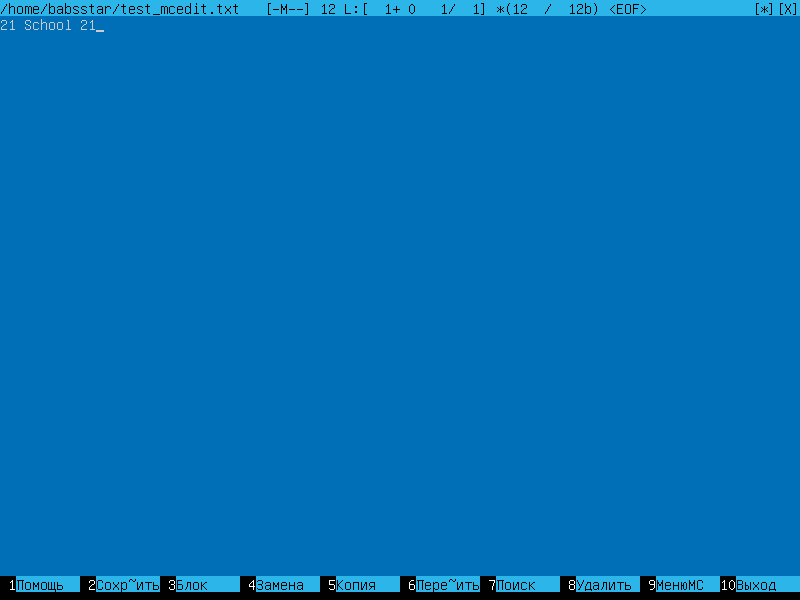 /home/babsstar/test_mcedit.txt [-M--] 12 L:[ 1+ 0 1/ 1] *(12 / 12b) <EOF> [*][X]
21 School 21_
1Помощь 2Сохр~ить 3Блок 4Замена 5Копия 6Пере~ить 7Поиск 8Удалить 9МенюMC 10Выход